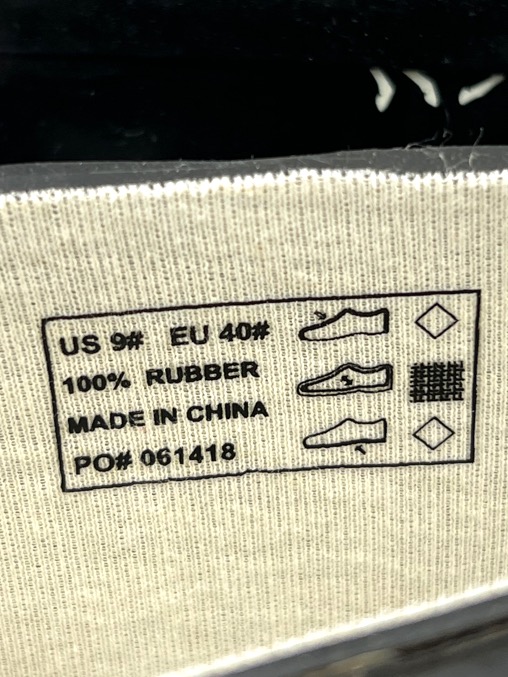 US 9# EU 40#
100% RUBBER
MADE IN CHINA
PO# 061418